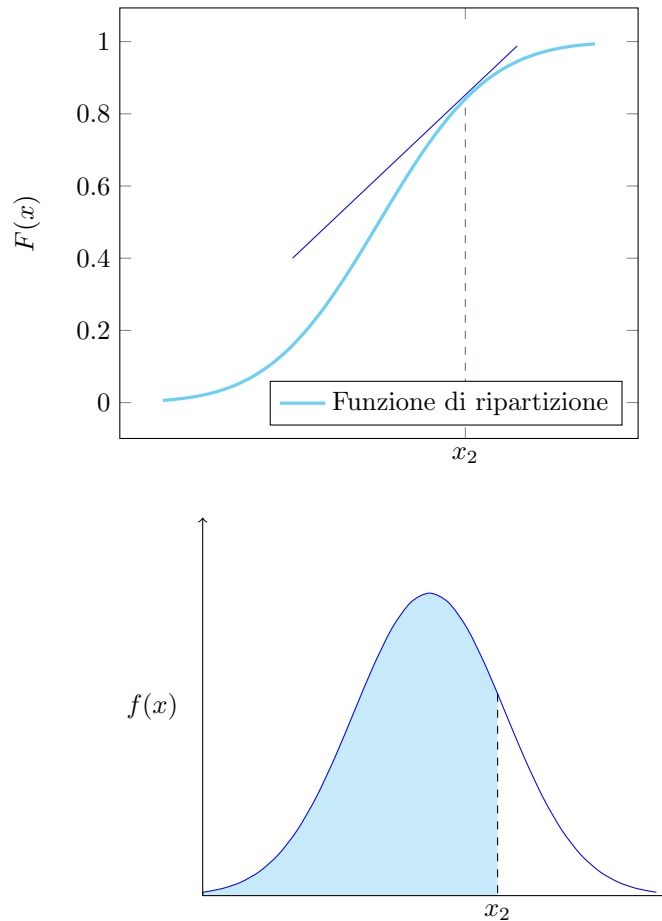 1
0.8
0.6
0.4
0.2
0
F(x)
Funzione di ripartizione
x₂
f(x)
x₂